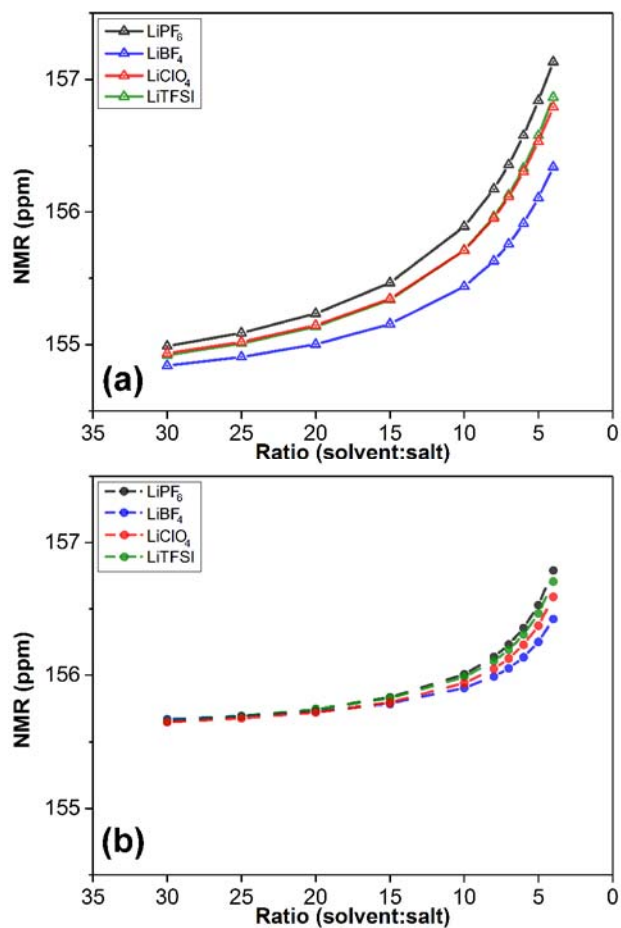 LiPF6
LiBF4
LiClO4
LiTFSI
157
156
155
NMR (ppm)
(a)
35 30 25 20 15 10 5 0
Ratio (solvent:salt)
LiPF6
LiBF4
LiClO4
LiTFSI
157
156
155
NMR (ppm)
(b)
35 30 25 20 15 10 5 0
Ratio (solvent:salt)